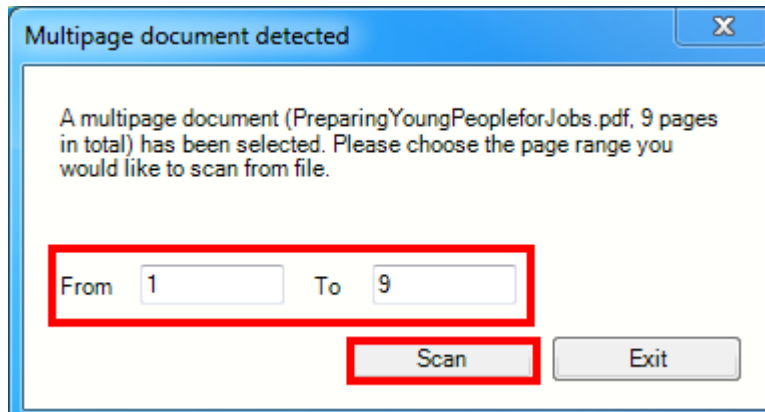 Multipage document detected
A multipage document (PreparingYoungPeopleforJobs.pdf, 9 pages
in total) has been selected. Please choose the page range you
would like to scan from file.
From 1 To 9
Scan Exit